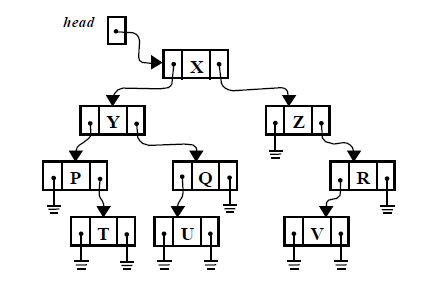 head
X
Y Z
P Q R
T U V